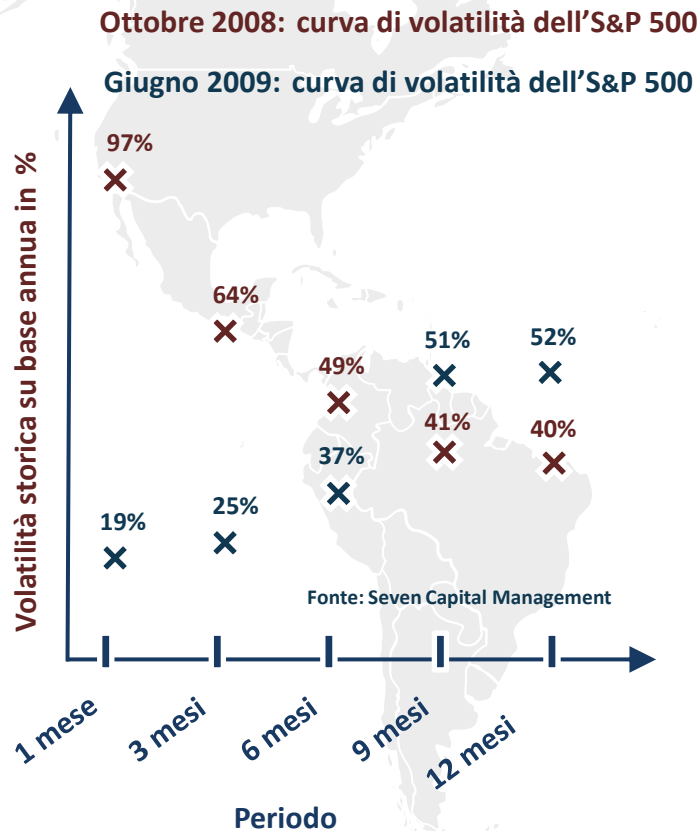 Ottobre 2008: curva di volatilità dell’S&P 500
Giugno 2009: curva di volatilità dell’S&P 500
Volatilità storica su base annua in %
97%
64%
49%
51%
52%
41%
40%
37%
25%
19%
Fonte: Seven Capital Management
1 mese
3 mesi
6 mesi
9 mesi
12 mesi
Periodo